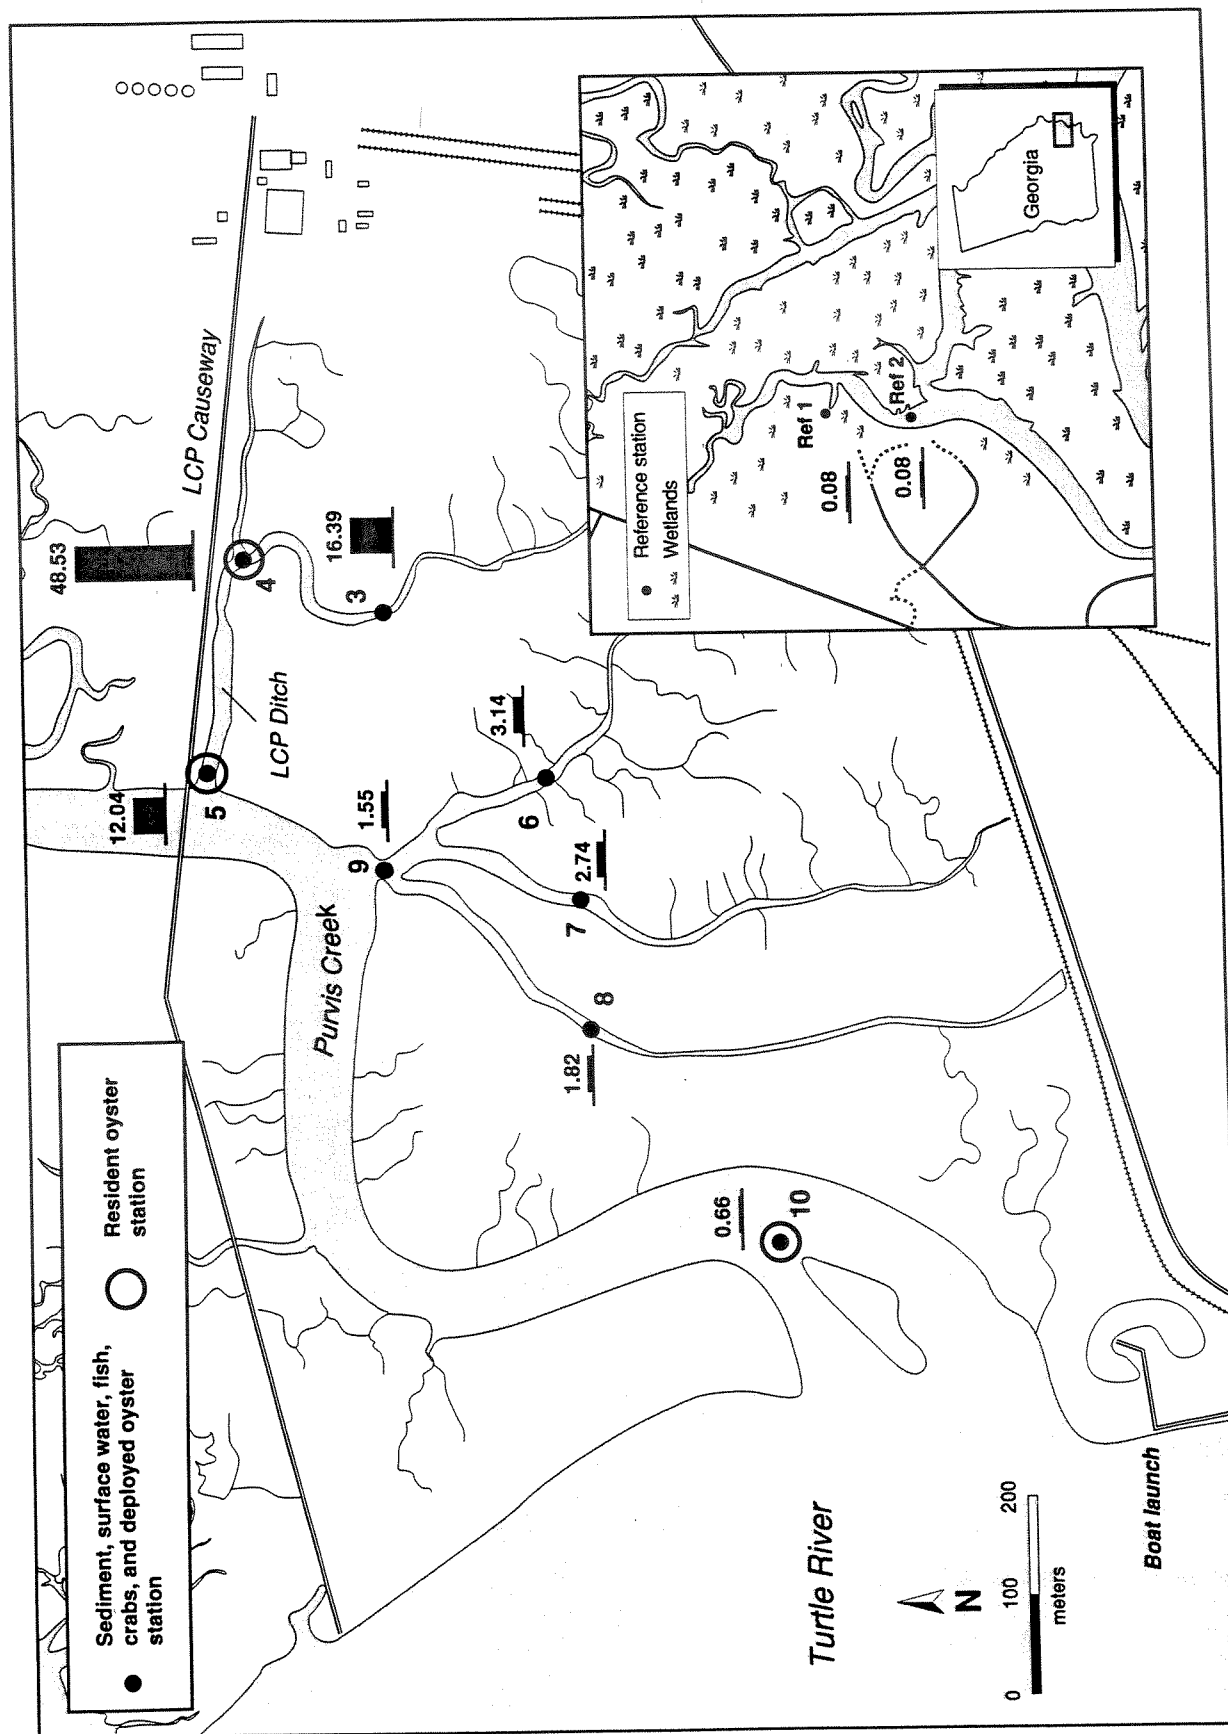 Sediment, surface water, fish,
crabs, and deployed oyster
station
Resident oyster
station
48.53
12.04
LCP Causeway
5
4
LCP Ditch
16.39
3
Purvis Creek
9
1.55
3.14
6
2.74
7
8
1.82
0.66
10
Turtle River
N
0
100
200
meters
Boat launch
Reference station
Wetlands
Ref 1
0.08
Ref 2
0.08
Georgia